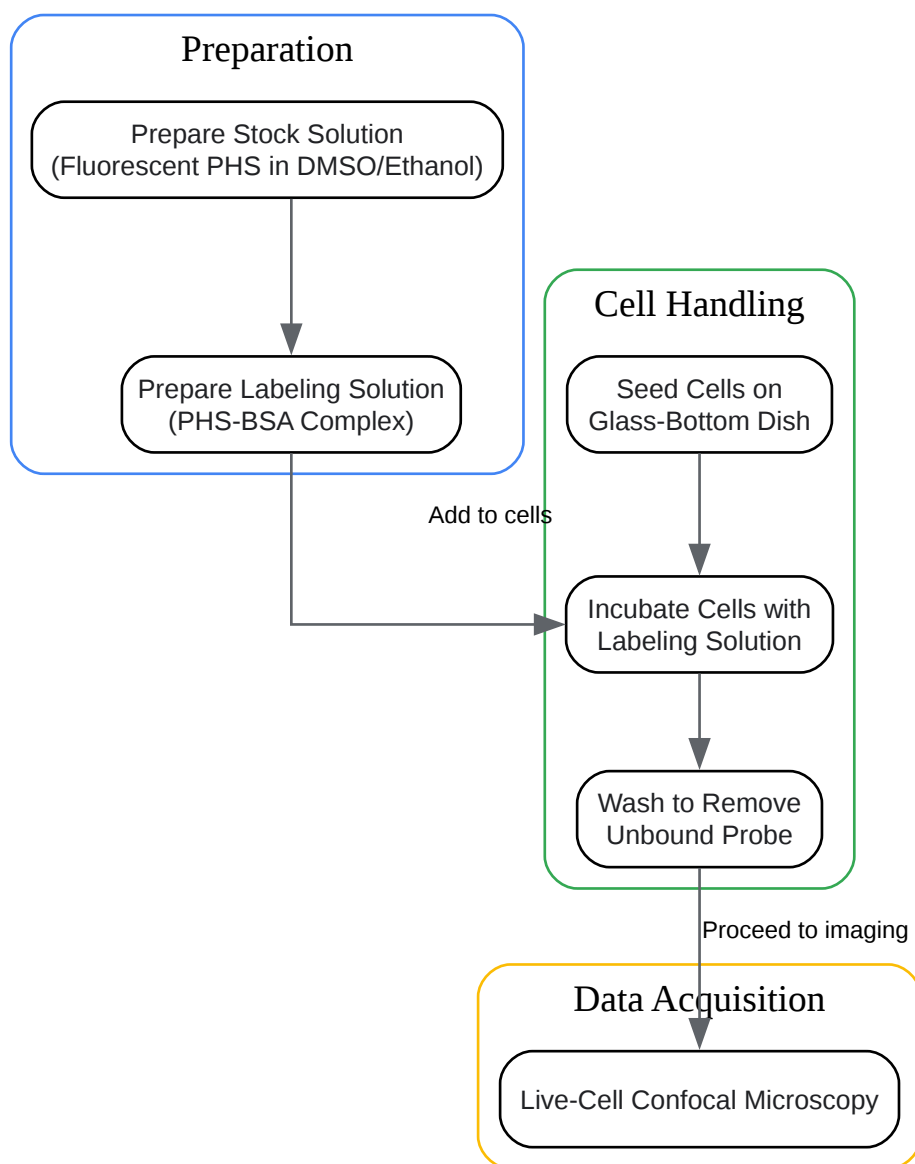 Preparation
Prepare Stock Solution
(Fluorescent PHS in DMSO/Ethanol)
Prepare Labeling Solution
(PHS-BSA Complex)
Cell Handling
Seed Cells on
Glass-Bottom Dish
Add to cells
Incubate Cells with
Labeling Solution
Wash to Remove
Unbound Probe
Proceed to imaging
Data Acquisition
Live-Cell Confocal Microscopy